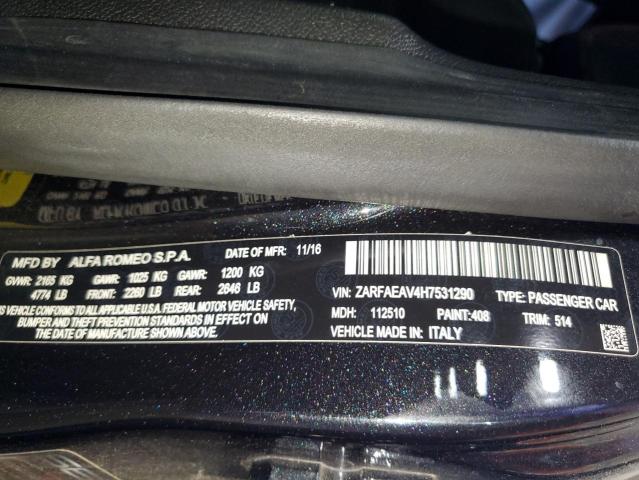 MFD BY ALFA ROMEO S.P.A. DATE OF MFR: 11/16
GVWR: 2165 KG GAWR: 1025 KG GAWR: 1200 KG
4774 LB FRONT: 2260 LB REAR: 2646 LB
IS VEHICLE CONFORMS TO ALL APPLICABLE U.S.A. FEDERAL MOTOR VEHICLE SAFETY,
BUMPER AND THEFT PREVENTION STANDARDS IN EFFECT ON THE
DATE OF MANUFACTURE SHOWN ABOVE.
VIN: ZARFAEAV4H7531290 TYPE: PASSENGER CAR
MDH: 112510 PAINT: 408 TRIM: 514
VEHICLE MADE IN: ITALY